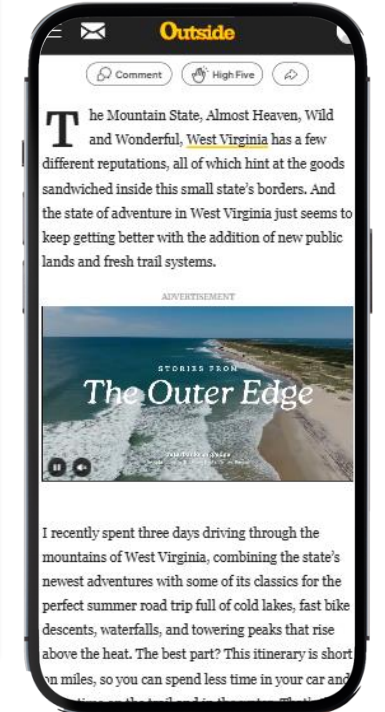 Outside
Comment
High Five
The Mountain State, Almost Heaven, Wild
and Wonderful, West Virginia has a few
different reputations, all of which hint at the goods
sandwiched inside this small state's borders. And
the state of adventure in West Virginia just seems to
keep getting better with the addition of new public
lands and fresh trail systems.
ADVERTISEMENT
STORIES FROM
The Outer Edge
I recently spent three days driving through the
mountains of West Virginia, combining the state's
newest adventures with some of its classics for the
perfect summer road trip full of cold lakes, fast bike
descents, waterfalls, and towering peaks that rise
above the heat. The best part? This itinerary is short
on miles, so you can spend less time in your car and